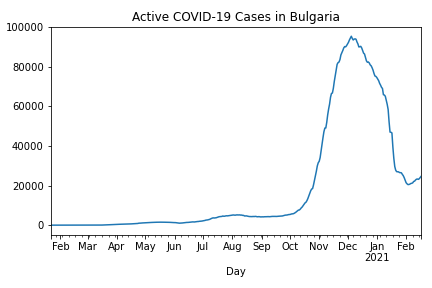 Active COVID-19 Cases in Bulgaria
100000
80000
60000
40000
20000
0
Feb Mar Apr May Jun Jul Aug Sep Oct Nov Dec Jan Feb
2021
Day